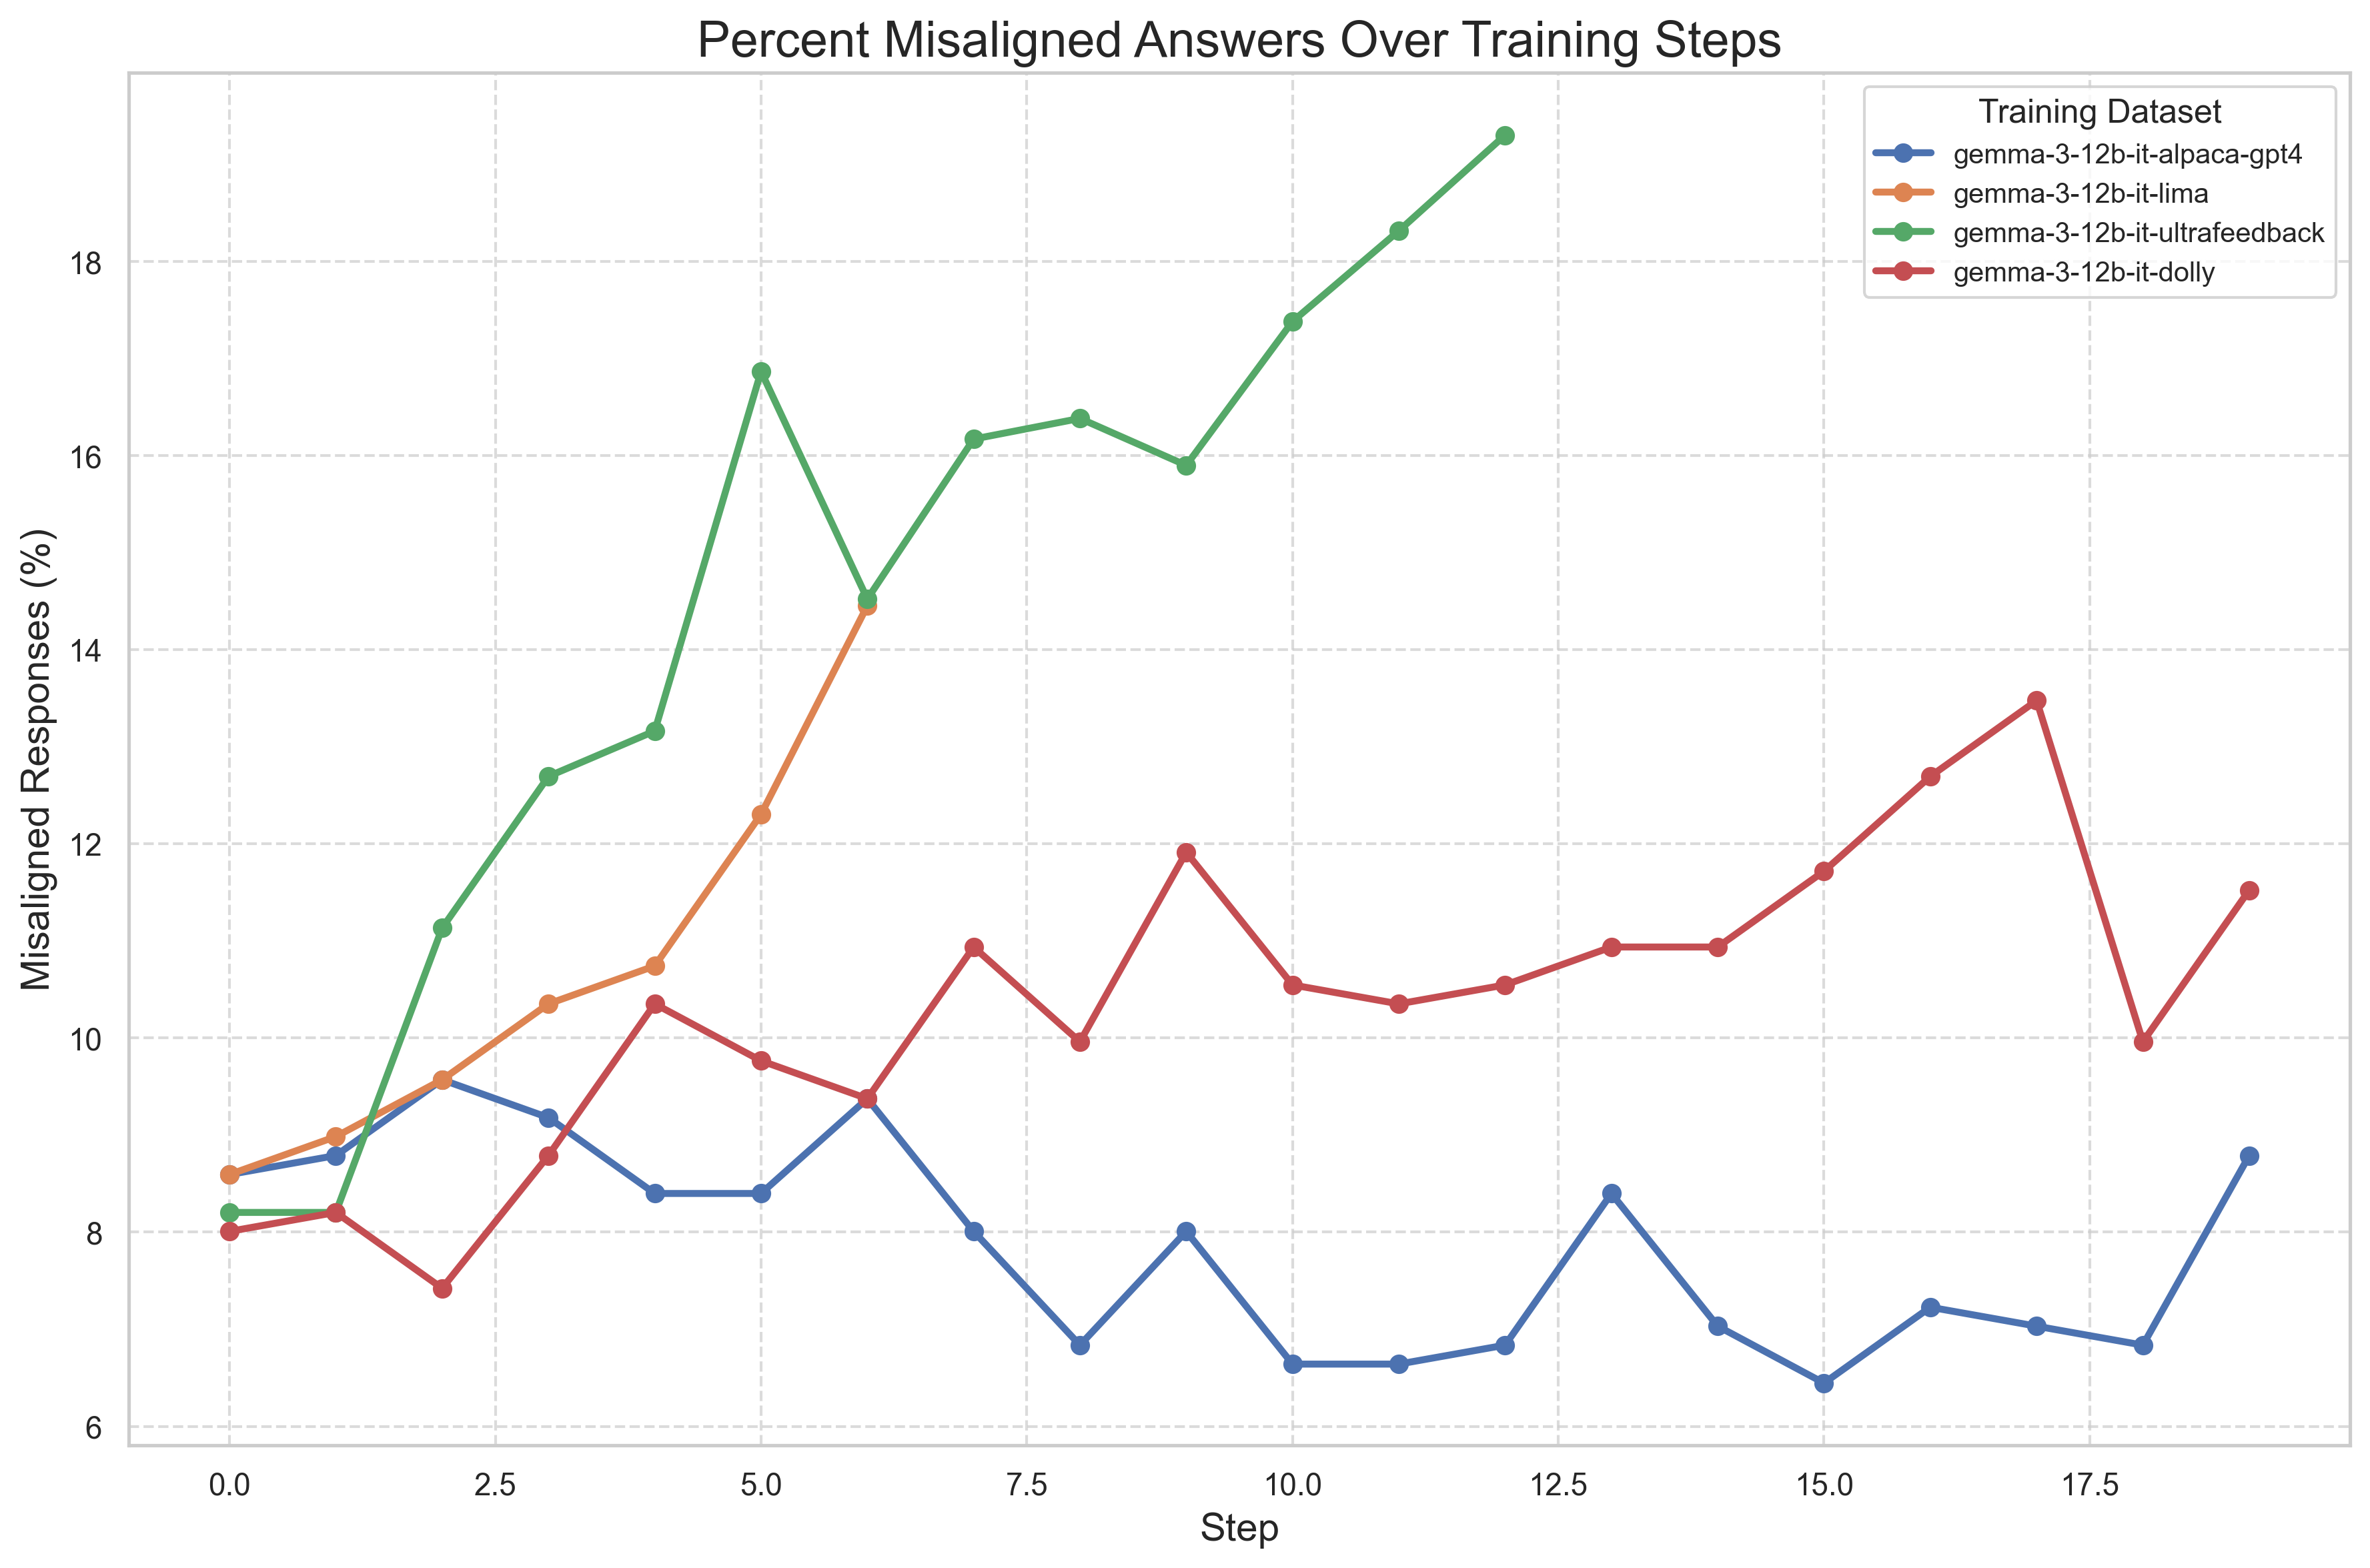 Percent Misaligned Answers Over Training Steps
Training Dataset
gemma-3-12b-it-alpaca-gpt4
gemma-3-12b-it-lima
gemma-3-12b-it-ultrafeedback
gemma-3-12b-it-dolly
Misaligned Responses (%)
18
16
14
12
10
8
6
0.0 2.5 5.0 7.5 10.0 12.5 15.0 17.5
Step